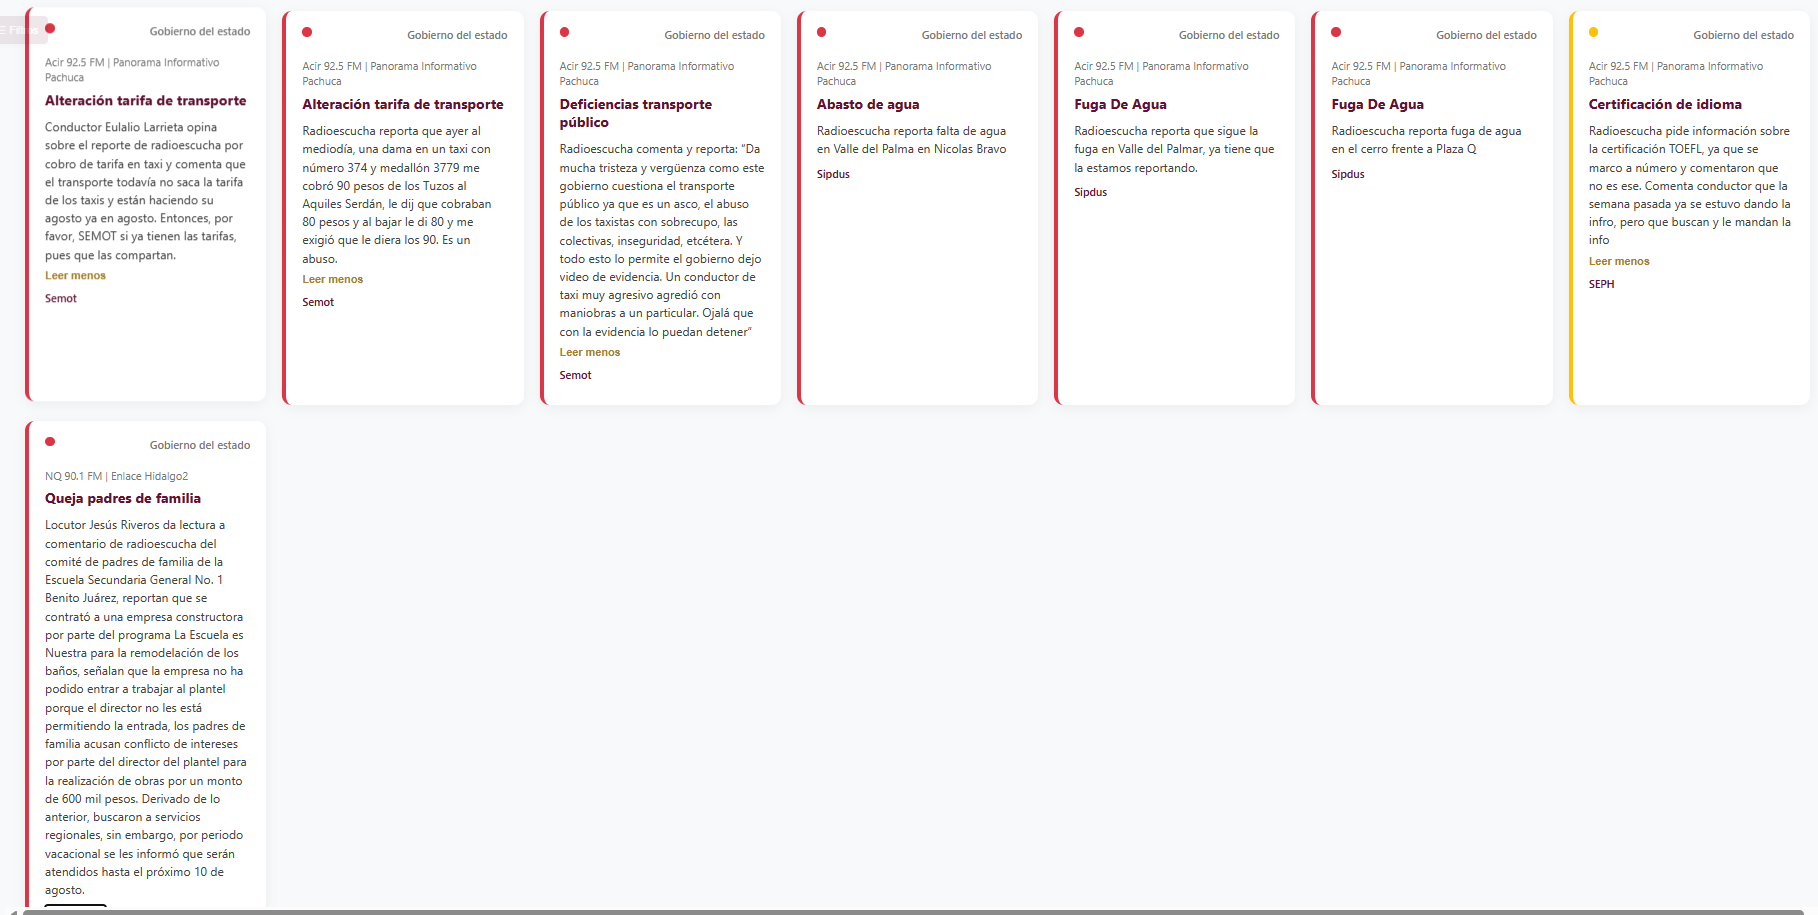 Filtros
Gobierno del estado
Acir 92.5 FM | Panorama Informativo
Pachuca
Alteración tarifa de transporte
Conductor Eulalio Larrieta opina
sobre el reporte de radioescucha por
cobro de tarifa en taxi y comenta que
el transporte todavía no saca la tarifa
de los taxis y están haciendo su
agosto ya en agosto. Entonces, por
favor, SEMOT si ya tienen las tarifas,
pues que las compartan.
Leer menos
Semot
Gobierno del estado
Acir 92.5 FM | Panorama Informativo
Pachuca
Alteración tarifa de transporte
Radioescucha reporta que ayer al
mediodía, una dama en un taxi con
número 374 y medallón 3779 me
cobró 90 pesos de los Tuzos al
Aquiles Serdán, le dij que cobraban
80 pesos y al bajar le di 80 y me
exigió que le diera los 90. Es un
abuso.
Leer menos
Semot
Gobierno del estado
Acir 92.5 FM | Panorama Informativo
Pachuca
Deficiencias transporte
público
Radioescucha comenta y reporta: “Da
mucha tristeza y vergüenza como este
gobierno cuestiona el transporte
público ya que es un asco, el abuso
de los taxistas con sobrecupo, las
colectivas, inseguridad, etcétera. Y
todo esto lo permite el gobierno dejo
video de evidencia. Un conductor de
taxi muy agresivo agredió con
maniobras a un particular. Ojalá que
con la evidencia lo puedan detener”
Leer menos
Semot
Gobierno del estado
Acir 92.5 FM | Panorama Informativo
Pachuca
Abasto de agua
Radioescucha reporta falta de agua
en Valle del Palma en Nicolas Bravo
Sipdus
Gobierno del estado
Acir 92.5 FM | Panorama Informativo
Pachuca
Fuga De Agua
Radioescucha reporta que sigue la
fuga en Valle del Palmar, ya tiene que
la estamos reportando.
Sipdus
Gobierno del estado
Acir 92.5 FM | Panorama Informativo
Pachuca
Fuga De Agua
Radioescucha reporta fuga de agua
en el cerro frente a Plaza Q
Sipdus
Gobierno del estado
Acir 92.5 FM | Panorama Informativo
Pachuca
Certificación de idioma
Radioescucha pide información sobre
la certificación TOEFL, ya que se
marco a número y comentaron que
no es ese. Comenta conductor que la
semana pasada ya se estuvo dando la
infro, pero que buscan y le mandan la
info
Leer menos
SEPH
Gobierno del estado
NQ 90.1 FM | Enlace Hidalgo2
Queja padres de familia
Locutor Jesús Riveros da lectura a
comentario de radioescucha del
comité de padres de familia de la
Escuela Secundaria General No. 1
Benito Juárez, reportan que se
contrató a una empresa constructora
por parte del programa La Escuela es
Nuestra para la remodelación de los
baños, señalan que la empresa no ha
podido entrar a trabajar al plantel
porque el director no les está
permitiendo la entrada, los padres de
familia acusan conflicto de intereses
por parte del director del plantel para
la realización de obras por un monto
de 600 mil pesos. Derivado de lo
anterior, buscaron a servicios
regionales, sin embargo, por periodo
vacacional se les informó que serán
atendidos hasta el próximo 10 de
agosto.